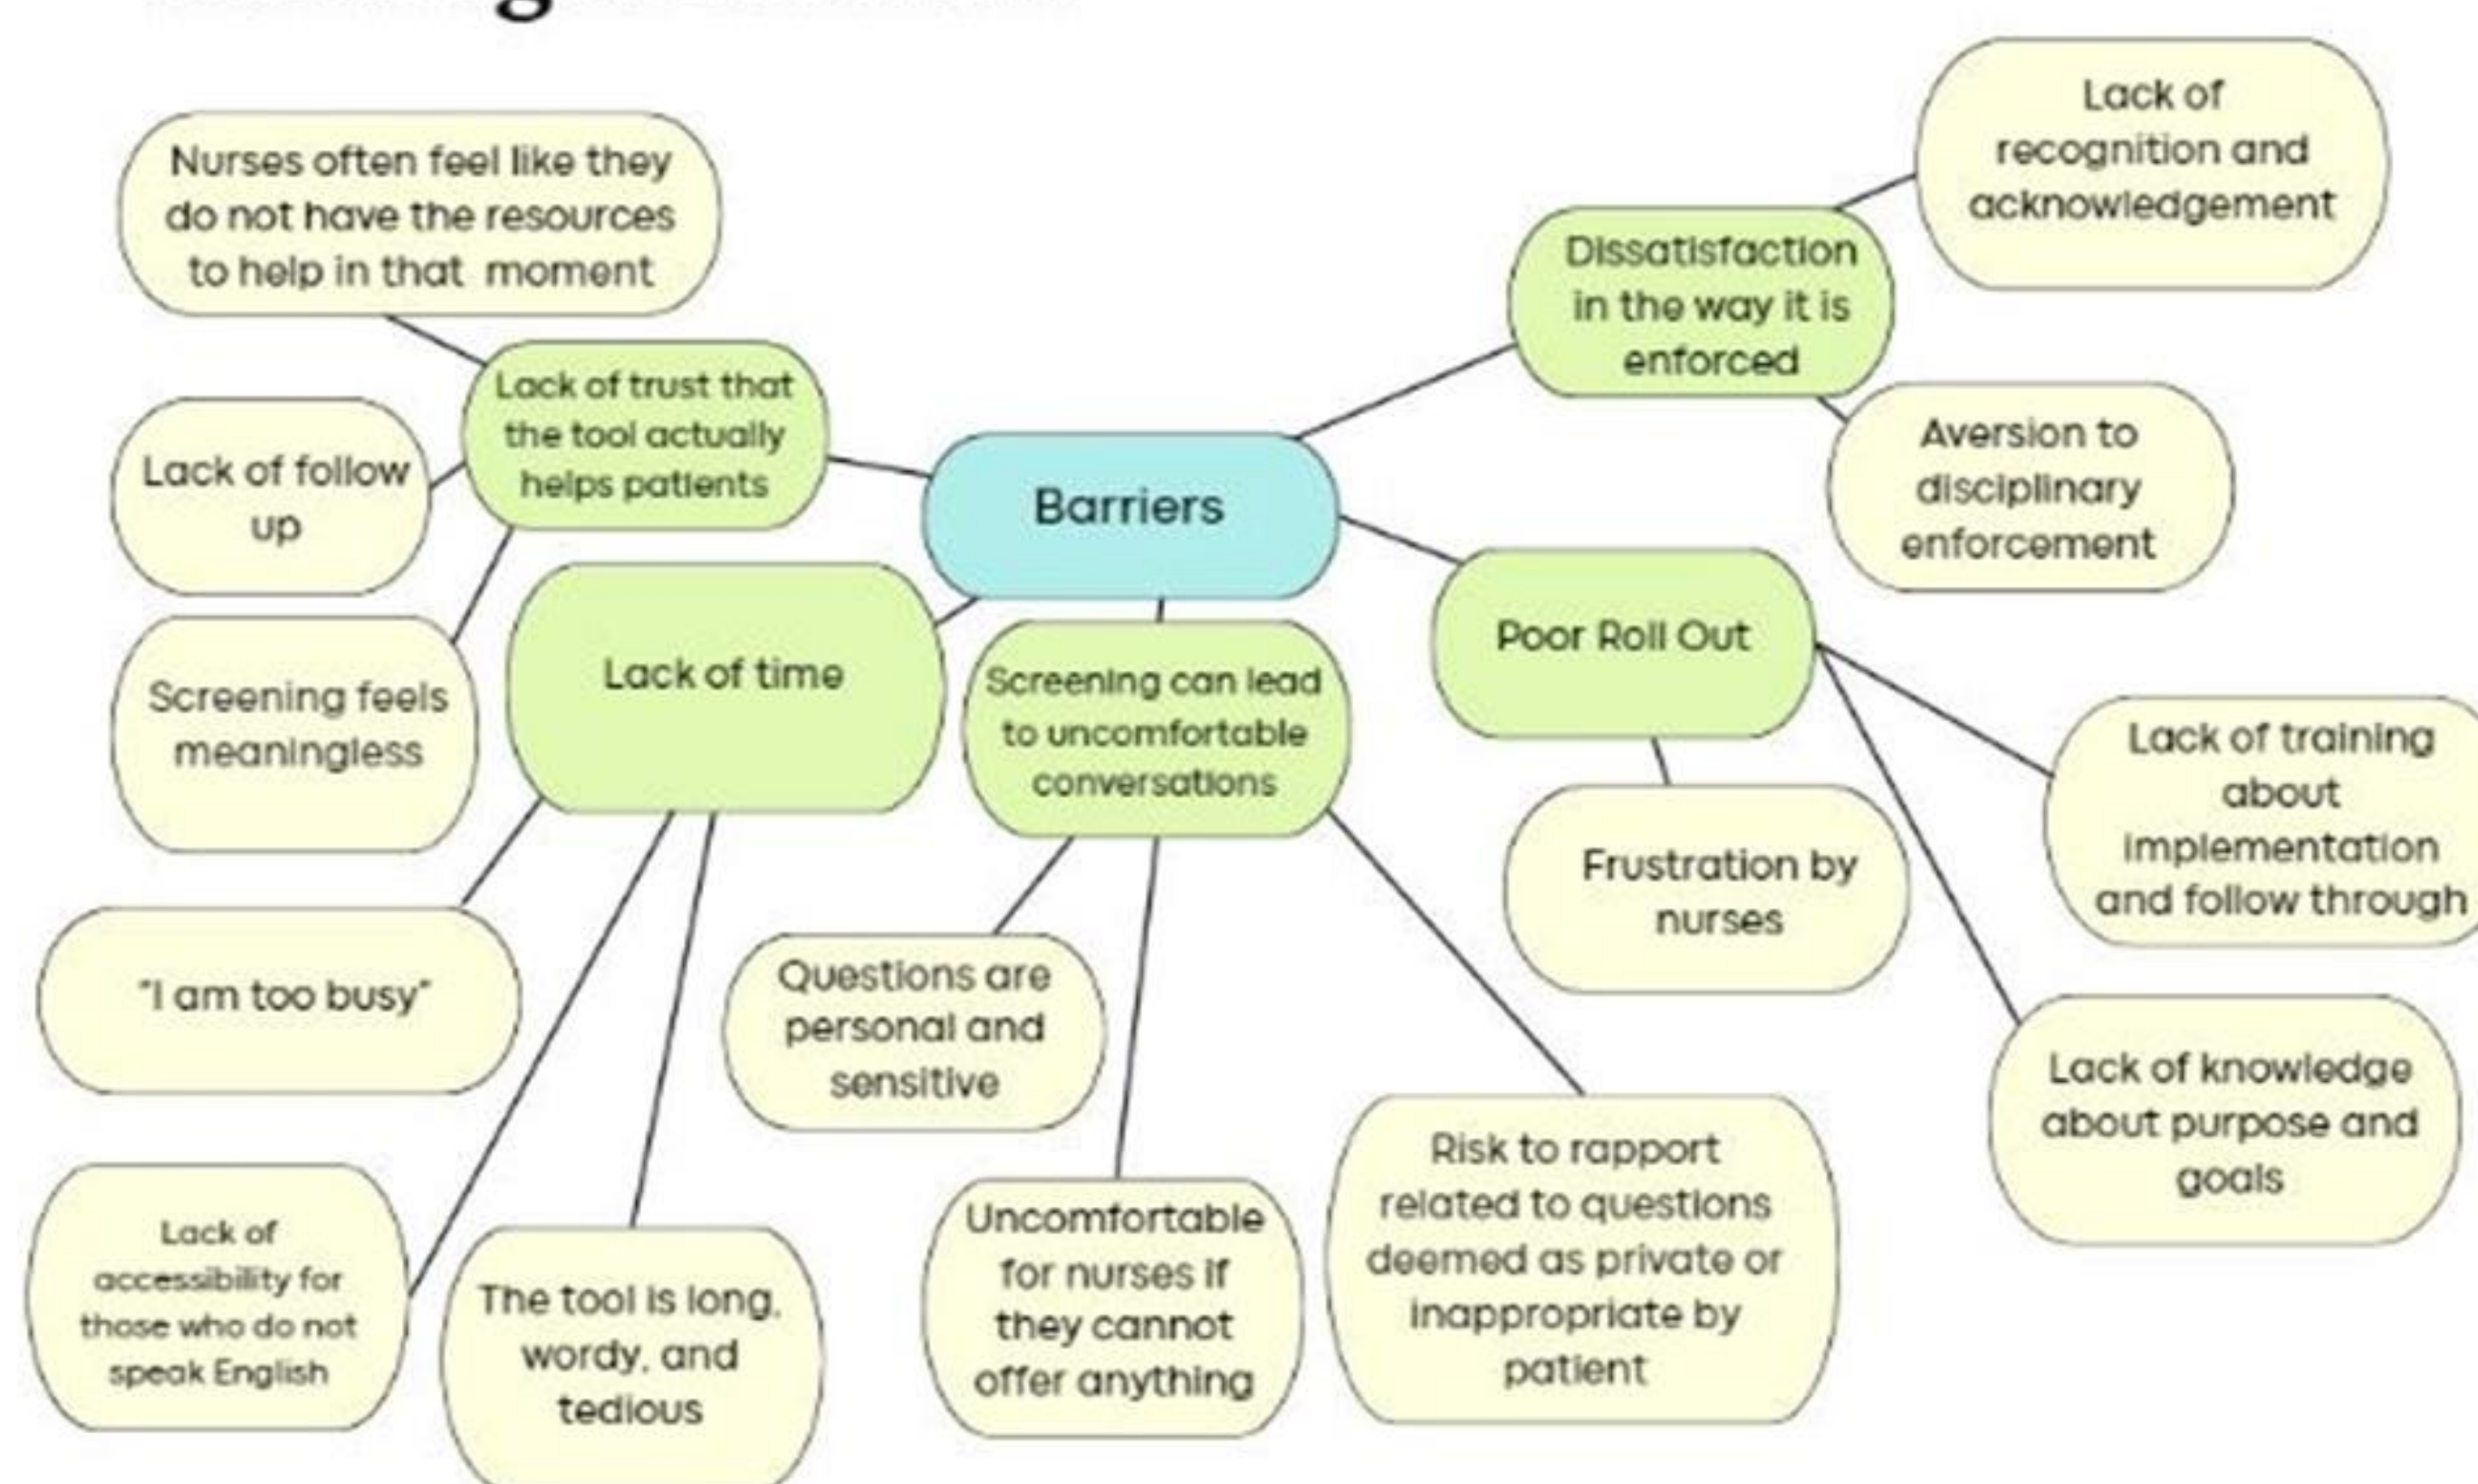 Nurses often feel like they
do not have the resources
to help in that moment
Lack of trust that
the tool actually
helps patients
Lack of follow
up
Screening feels
meaningless
Barriers
Dissatisfaction
in the way it is
enforced
Lack of
recognition and
acknowledgement
Aversion to
disciplinary
enforcement
Lack of time
"I am too busy"
Lack of
accessibility for
those who do not
speak English
The tool is long,
wordy, and
tedious
Screening can lead
to uncomfortable
conversations
Questions are
personal and
sensitive
Uncomfortable
for nurses if
they cannot
offer anything
Risk to rapport
related to questions
deemed as private or
inappropriate by
patient
Poor Roll Out
Frustration by
nurses
Lack of training
about
implementation
and follow through
Lack of knowledge
about purpose and
goals